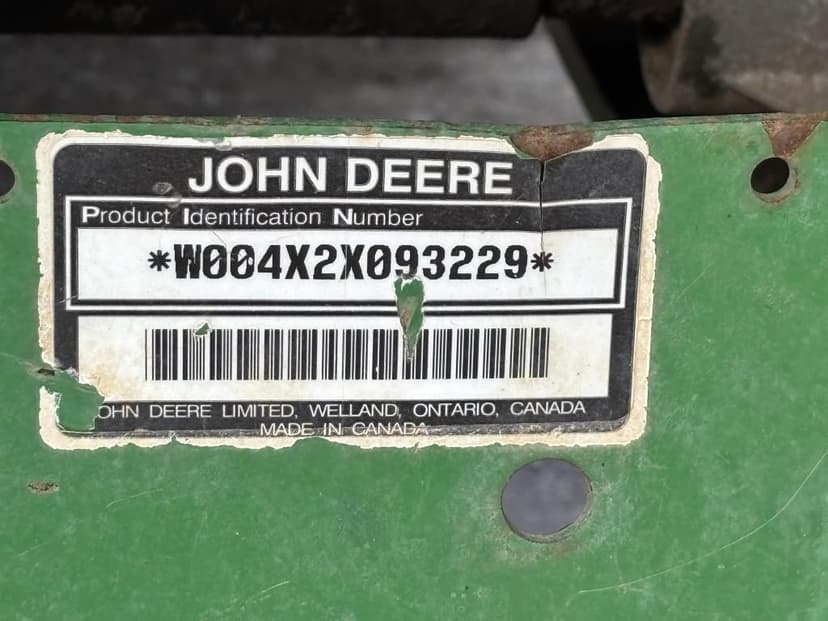 JOHN DEERE
Product Identification Number
*W004X2X093229*
OHN DEERE LIMITED, WELLAND, ONTARIO, CANADA
MADE IN CANADA